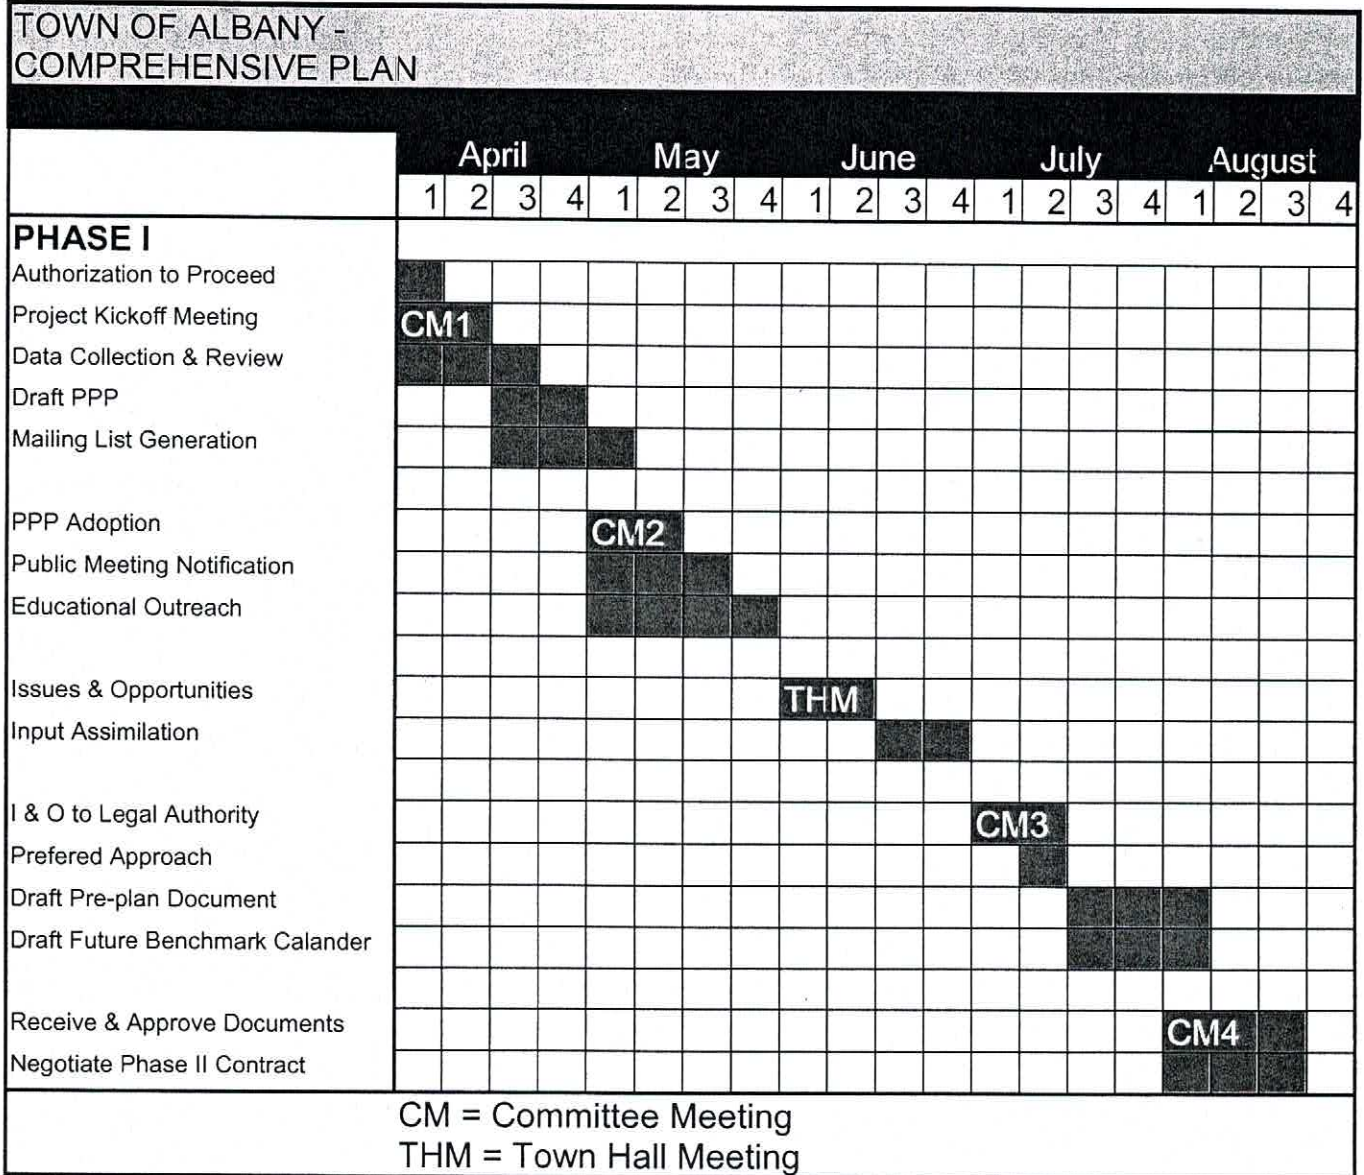 TOWN OF ALBANY -
COMPREHENSIVE PLAN
April May June July August
1 2 3 4 1 2 3 4 1 2 3 4 1 2 3 4 1 2 3 4
PHASE I
Authorization to Proceed
Project Kickoff Meeting CM1
Data Collection & Review
Draft PPP
Mailing List Generation
PPP Adoption CM2
Public Meeting Notification
Educational Outreach
Issues & Opportunities THM
Input Assimilation
I & O to Legal Authority CM3
Prefered Approach
Draft Pre-plan Document
Draft Future Benchmark Calander
Receive & Approve Documents CM4
Negotiate Phase II Contract
CM = Committee Meeting
THM = Town Hall Meeting